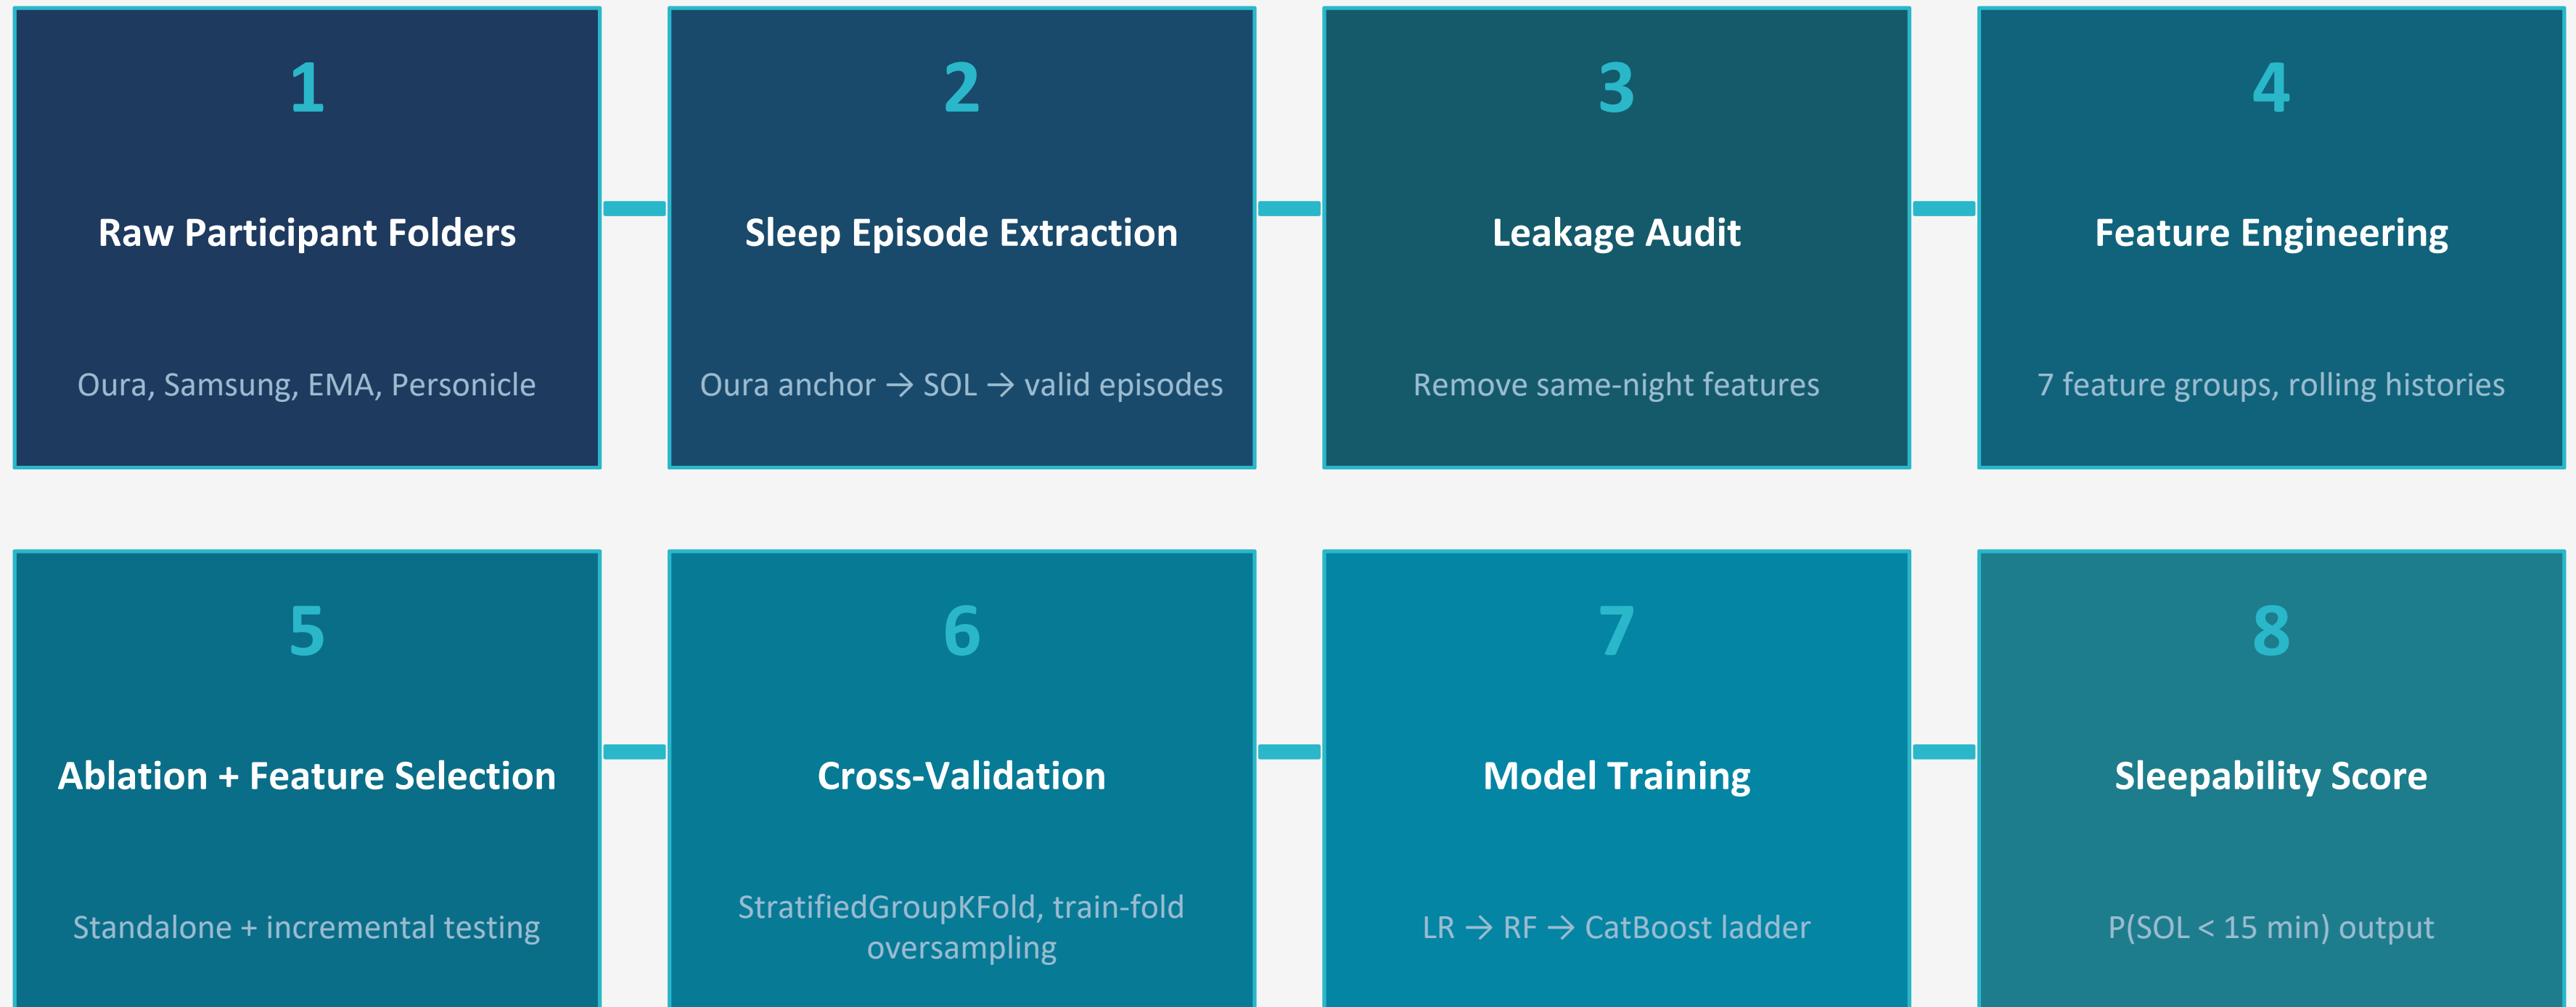 1
Raw Participant Folders
Oura, Samsung, EMA, Personicle
2
Sleep Episode Extraction
Oura anchor → SOL → valid episodes
3
Leakage Audit
Remove same-night features
4
Feature Engineering
7 feature groups, rolling histories
5
Ablation + Feature Selection
Standalone + incremental testing
6
Cross-Validation
StratifiedGroupKFold, train-fold
oversampling
7
Model Training
LR → RF → CatBoost ladder
8
Sleepability Score
P(SOL < 15 min) output